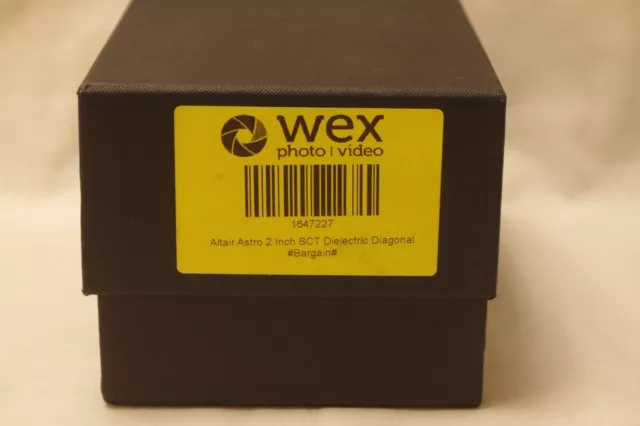 wex
photo | video
1647227
Altair Astro 2 Inch SCT Dielectric Diagonal
#Bargain#